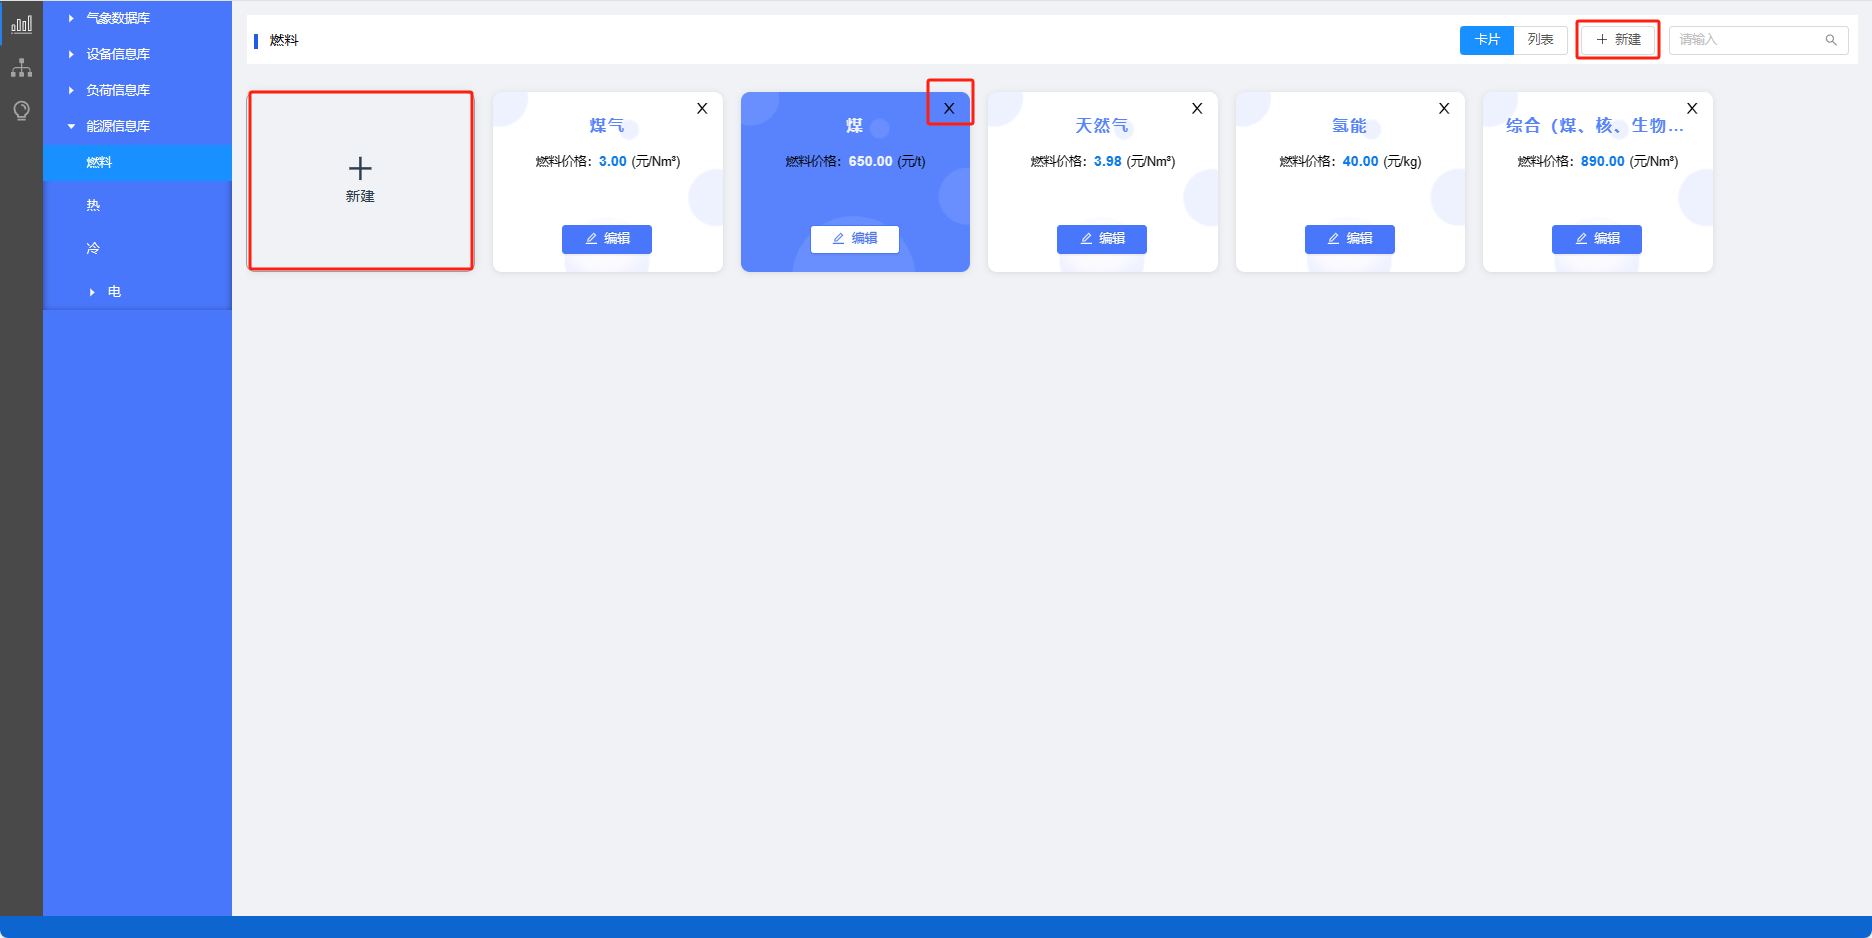 气象数据库
设备信息库
负荷信息库
能源信息库
燃料
热
冷
电
燃料
卡片 列表 新建 请输入
新建
X
煤气
燃料价格: 3.00 (元/Nm³)
编辑
X
煤
燃料价格: 650.00 (元/t)
编辑
X
天然气
燃料价格: 3.98 (元/Nm³)
编辑
X
氢能
燃料价格: 40.00 (元/kg)
编辑
X
综合（煤、核、生物...
燃料价格: 890.00 (元/Nm³)
编辑